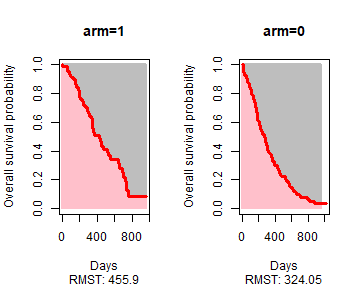 arm=1
Overall survival probability
0.0 0.2 0.4 0.6 0.8 1.0
0 400 800
Days
RMST: 455.9
arm=0
Overall survival probability
0.0 0.2 0.4 0.6 0.8 1.0
0 400 800
Days
RMST: 324.05